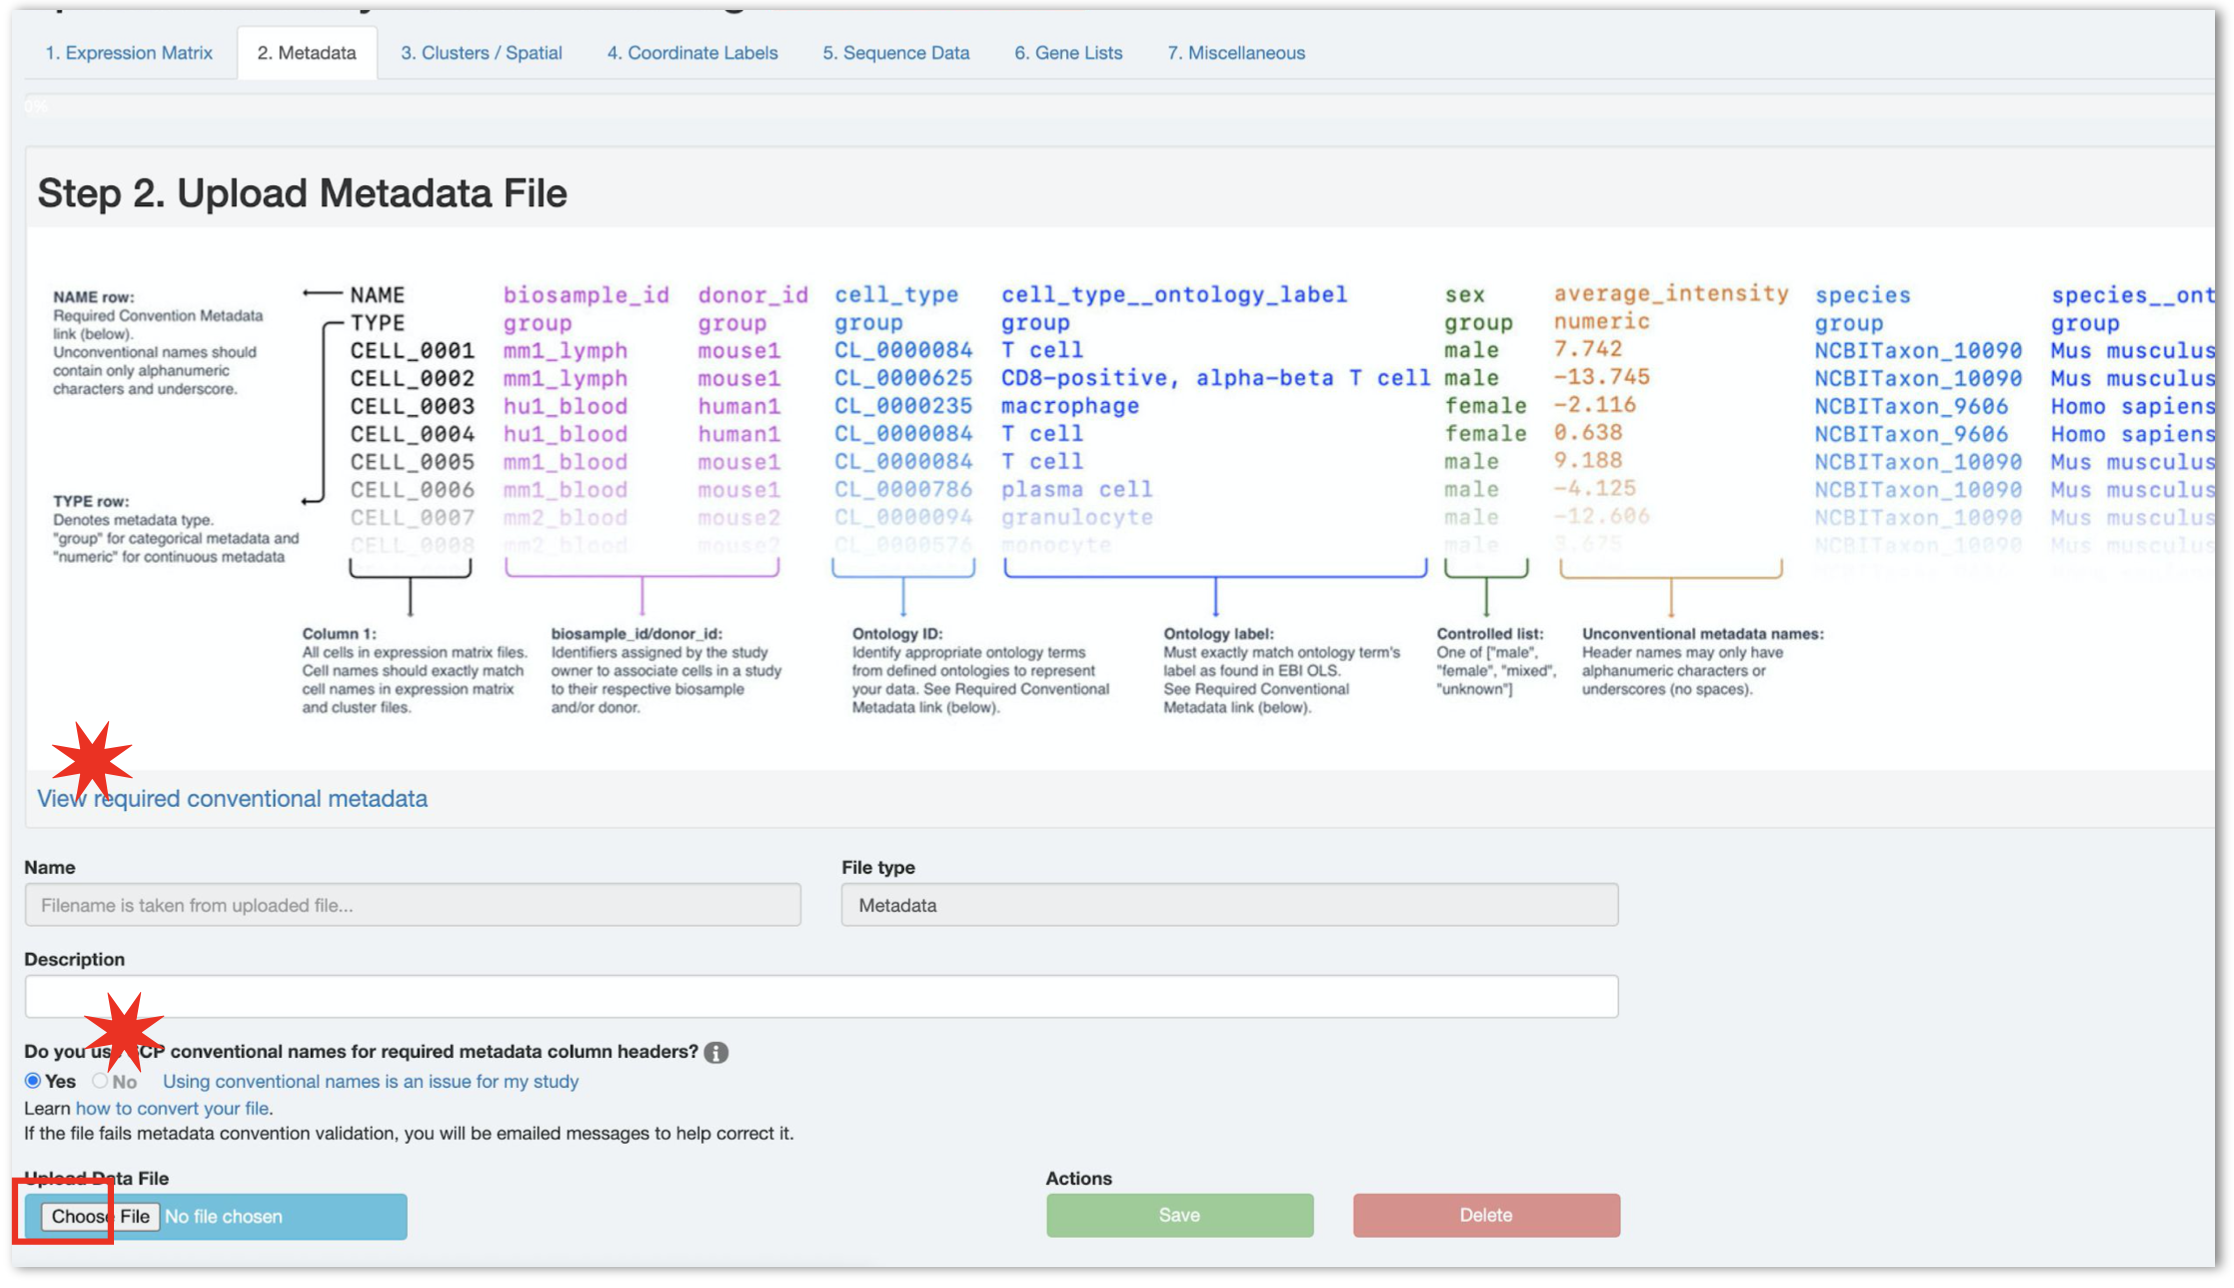 1. Expression Matrix 2. Metadata 3. Clusters / Spatial 4. Coordinate Labels 5. Sequence Data 6. Gene Lists 7. Miscellaneous
0%
Step 2. Upload Metadata File
NAME row:
Required Convention Metadata
link (below).
Unconventional names should
contain only alphanumeric
characters and underscore.
TYPE row:
Denotes metadata type.
"group" for categorical metadata and
"numeric" for continuous metadata
NAME biosample_id donor_id cell_type cell_type__ontology_label sex average_intensity species species__ont
TYPE group group group group group numeric group group
CELL_0001 mm1_lymph mouse1 CL_0000084 T cell male 7.742 NCBITaxon_10090 Mus musculus
CELL_0002 mm1_lymph mouse1 CL_0000625 CD8-positive, alpha-beta T cell male -13.745 NCBITaxon_10090 Mus musculus
CELL_0003 hu1_blood human1 CL_0000235 macrophage female -2.116 NCBITaxon_9606 Homo sapiens
CELL_0004 hu1_blood human1 CL_0000084 T cell female 0.638 NCBITaxon_9606 Homo sapiens
CELL_0005 mm1_blood mouse1 CL_0000084 T cell male 9.188 NCBITaxon_10090 Mus musculus
CELL_0006 mm1_blood mouse1 CL_0000786 plasma cell male -4.125 NCBITaxon_10090 Mus musculus
CELL_0007 mm2_blood mouse2 CL_0000094 granulocyte male -12.606 NCBITaxon_10090 Mus musculus
CELL_0008 mm2_blood mouse2 CL_0000576 monocyte male 3.675 NCBITaxon_10090 Mus musculus
Column 1:
All cells in expression matrix files.
Cell names should exactly match
cell names in expression matrix
and cluster files.
biosample_id/donor_id:
Identifiers assigned by the study
owner to associate cells in a study
to their respective biosample
and/or donor.
Ontology ID:
Identify appropriate ontology terms
from defined ontologies to represent
your data. See Required Conventional
Metadata link (below).
Ontology label:
Must exactly match ontology term's
label as found in EBI OLS.
See Required Conventional
Metadata link (below).
Controlled list:
One of ["male",
"female", "mixed",
"unknown"]
Unconventional metadata names:
Header names may only have
alphanumeric characters or
underscores (no spaces).
View required conventional metadata
Name
Filename is taken from uploaded file...
File type
Metadata
Description
Do you use SCP conventional names for required metadata column headers?
Yes No Using conventional names is an issue for my study
Learn how to convert your file.
If the file fails metadata convention validation, you will be emailed messages to help correct it.
Upload Data File
Choose File No file chosen
Actions
Save Delete